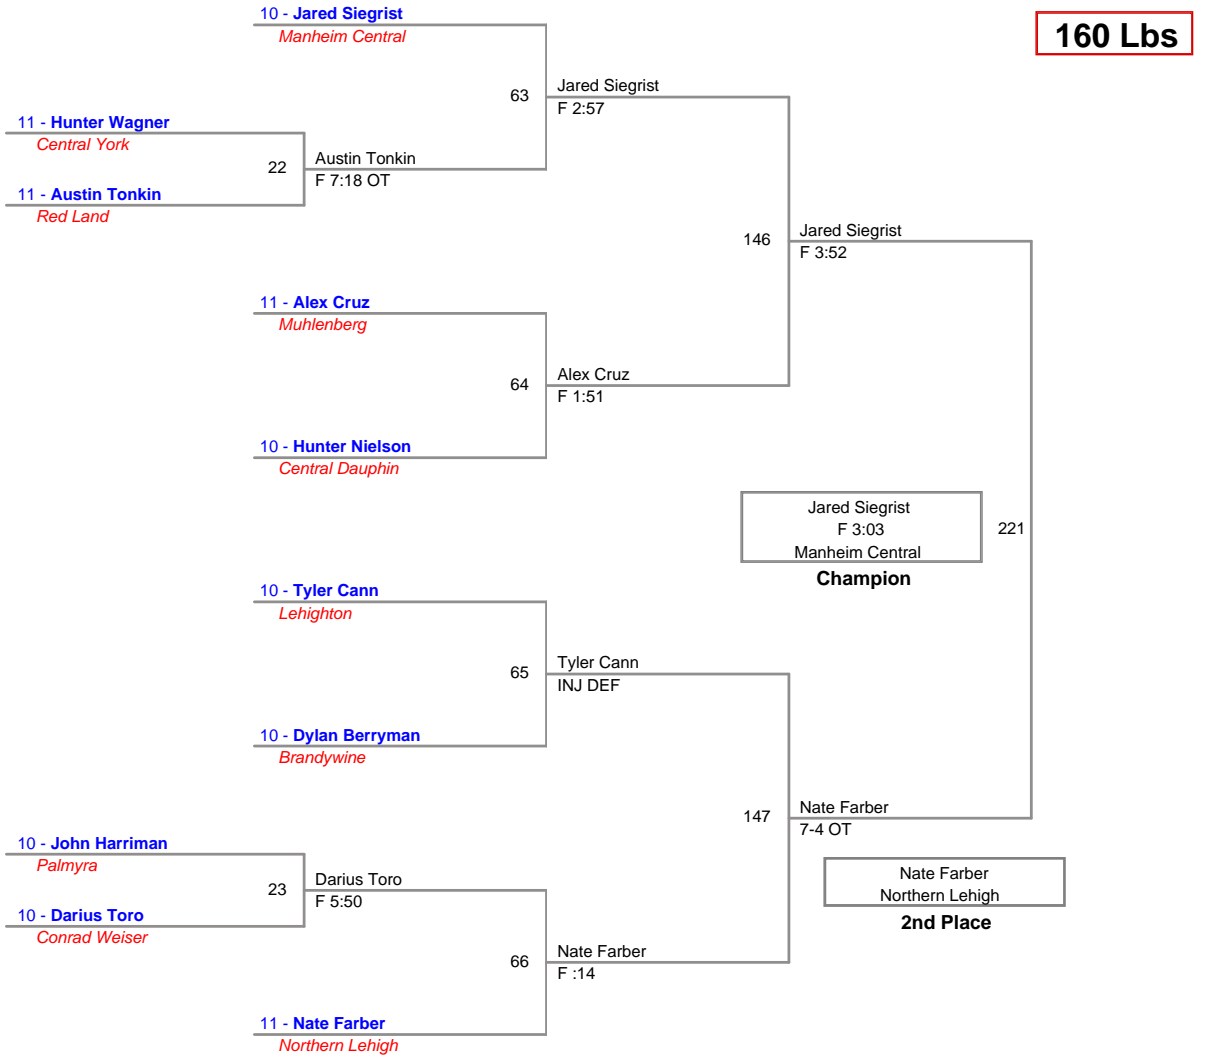 10 - Jared Siegrist
Manheim Central
160 Lbs
63
Jared Siegrist
F 2:57
11 - Hunter Wagner
Central York
22
Austin Tonkin
F 7:18 OT
11 - Austin Tonkin
Red Land
146
Jared Siegrist
F 3:52
11 - Alex Cruz
Muhlenberg
64
Alex Cruz
F 1:51
10 - Hunter Nielson
Central Dauphin
Jared Siegrist
F 3:03
Manheim Central
221
Champion
10 - Tyler Cann
Lehighton
65
Tyler Cann
INJ DEF
10 - Dylan Berryman
Brandywine
147
Nate Farber
7-4 OT
10 - John Harriman
Palmyra
23
Darius Toro
F 5:50
10 - Darius Toro
Conrad Weiser
Nate Farber
Northern Lehigh
2nd Place
66
Nate Farber
F :14
11 - Nate Farber
Northern Lehigh